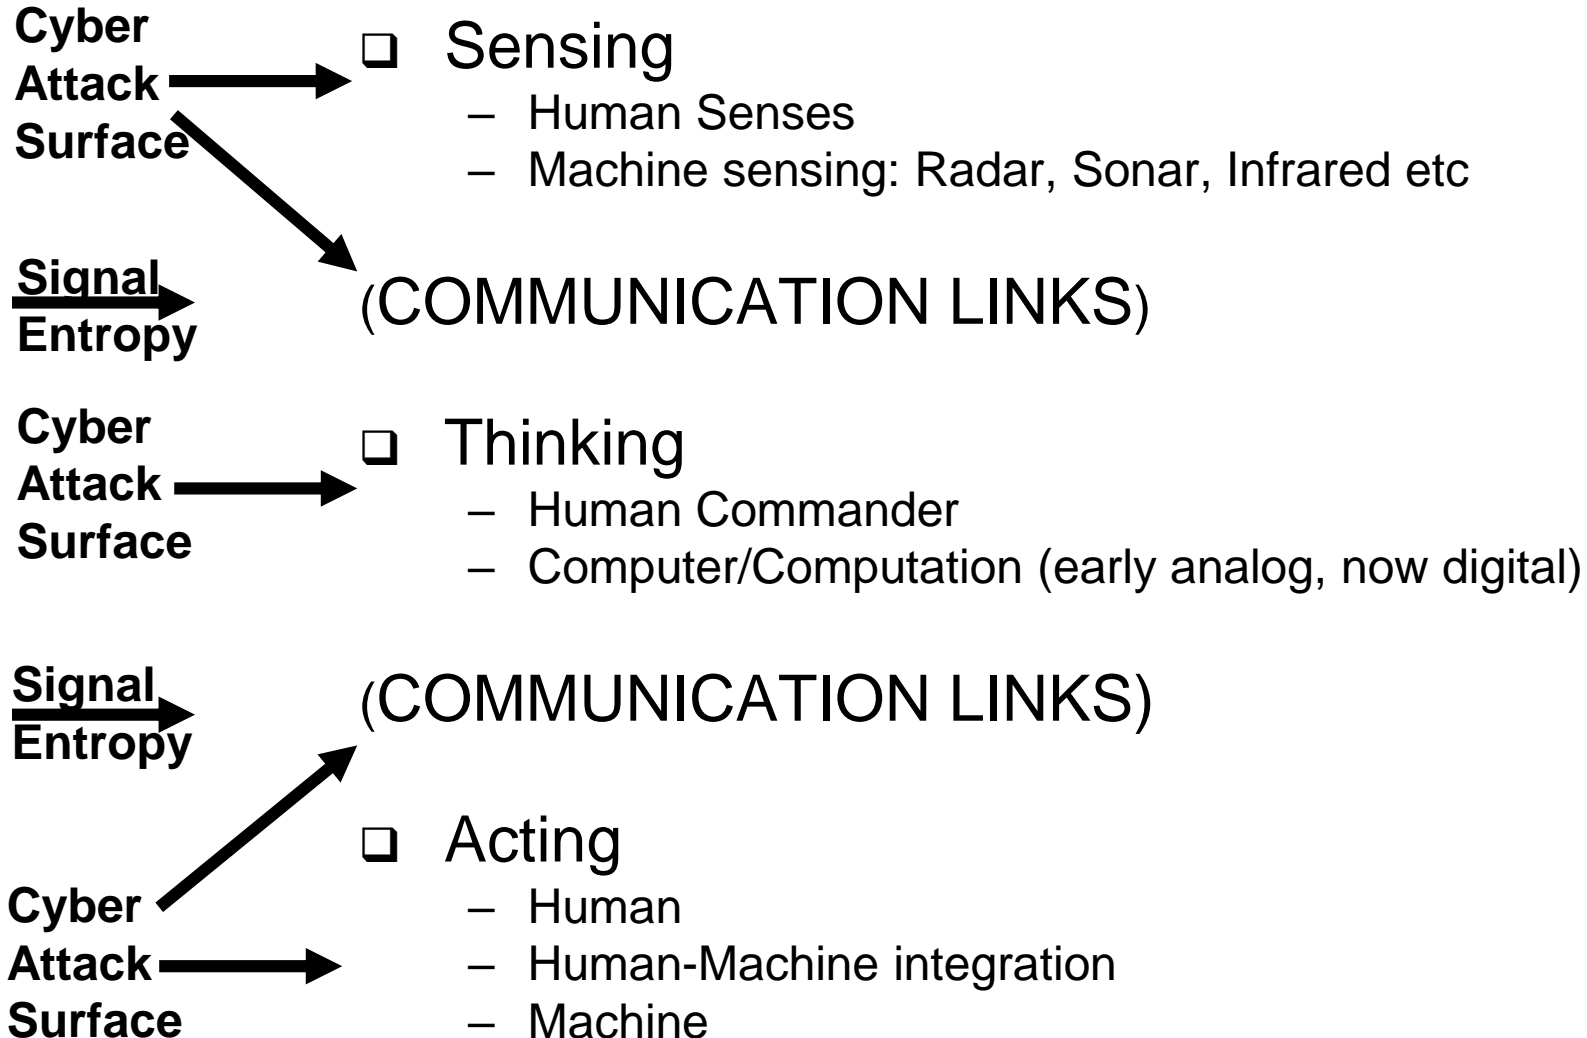 Cyber
Attack
Surface
❑ Sensing
– Human Senses
– Machine sensing: Radar, Sonar, Infrared etc
Signal
Entropy
(COMMUNICATION LINKS)
Cyber
Attack
Surface
❑ Thinking
– Human Commander
– Computer/Computation (early analog, now digital)
Signal
Entropy
(COMMUNICATION LINKS)
❑ Acting
– Human
– Human-Machine integration
– Machine
Cyber
Attack
Surface